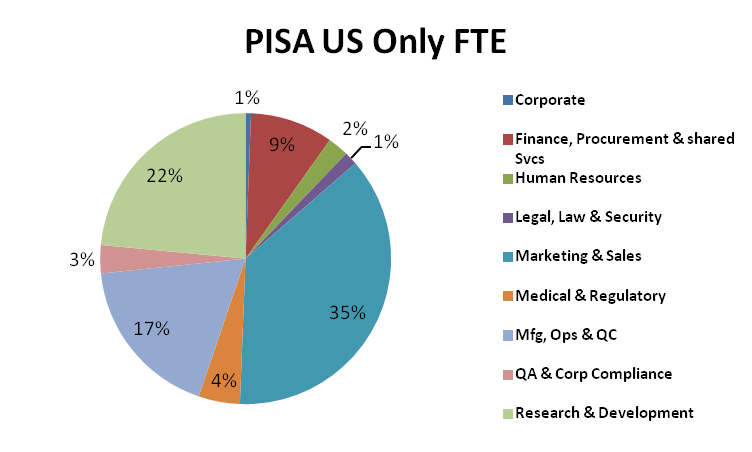 PISA US Only FTE
1%
2%
1%
9%
22%
3%
35%
17%
4%
Corporate
Finance, Procurement & shared
Svcs
Human Resources
Legal, Law & Security
Marketing & Sales
Medical & Regulatory
Mfg, Ops & QC
QA & Corp Compliance
Research & Development